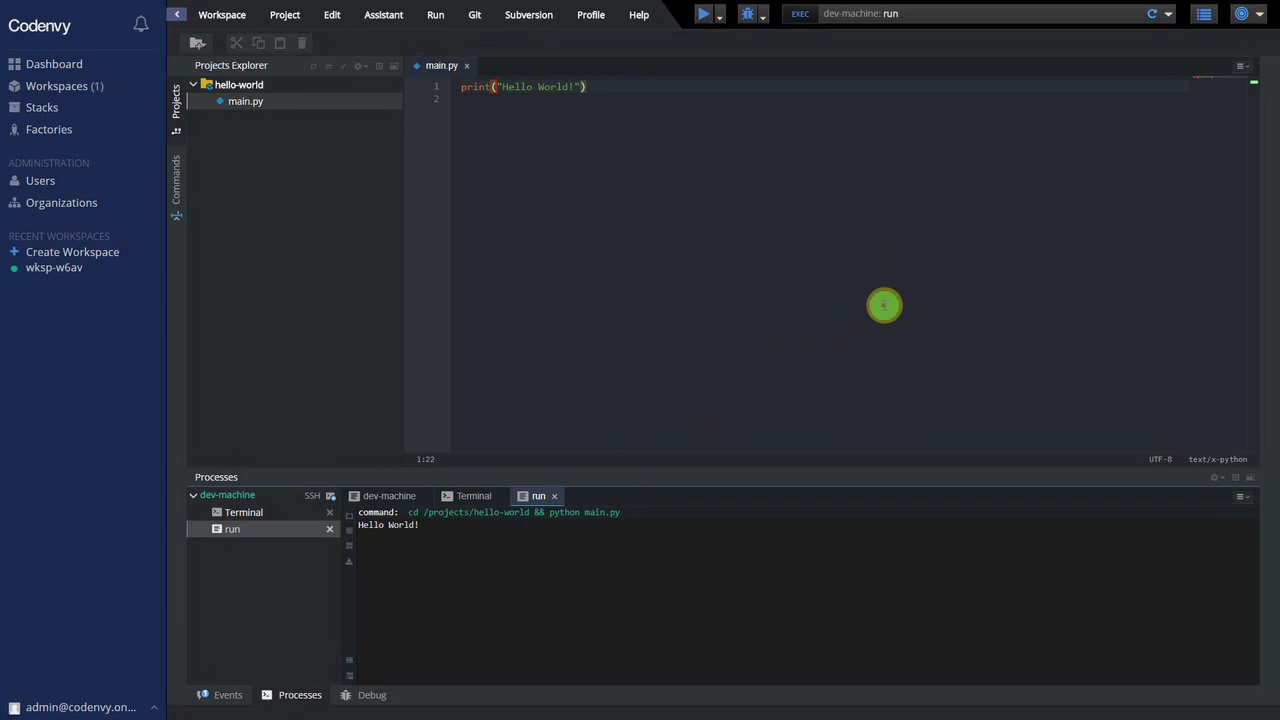 Codenvy
Dashboard
Workspaces (1)
Stacks
Factories
ADMINISTRATION
Users
Organizations
RECENT WORKSPACES
Create Workspace
wksp-w6av
admin@codenvy.on...
Workspace Project Edit Assistant Run Git Subversion Profile Help
EXEC dev-machine: run
Projects Explorer
Projects
Commands
hello-world
main.py
main.py
1 print("Hello World!")
2
1:22 UTF-8 text/x-python
Processes
dev-machine SSH
Terminal
run
dev-machine Terminal run
command: cd /projects/hello-world && python main.py
Hello World!
Events Processes Debug